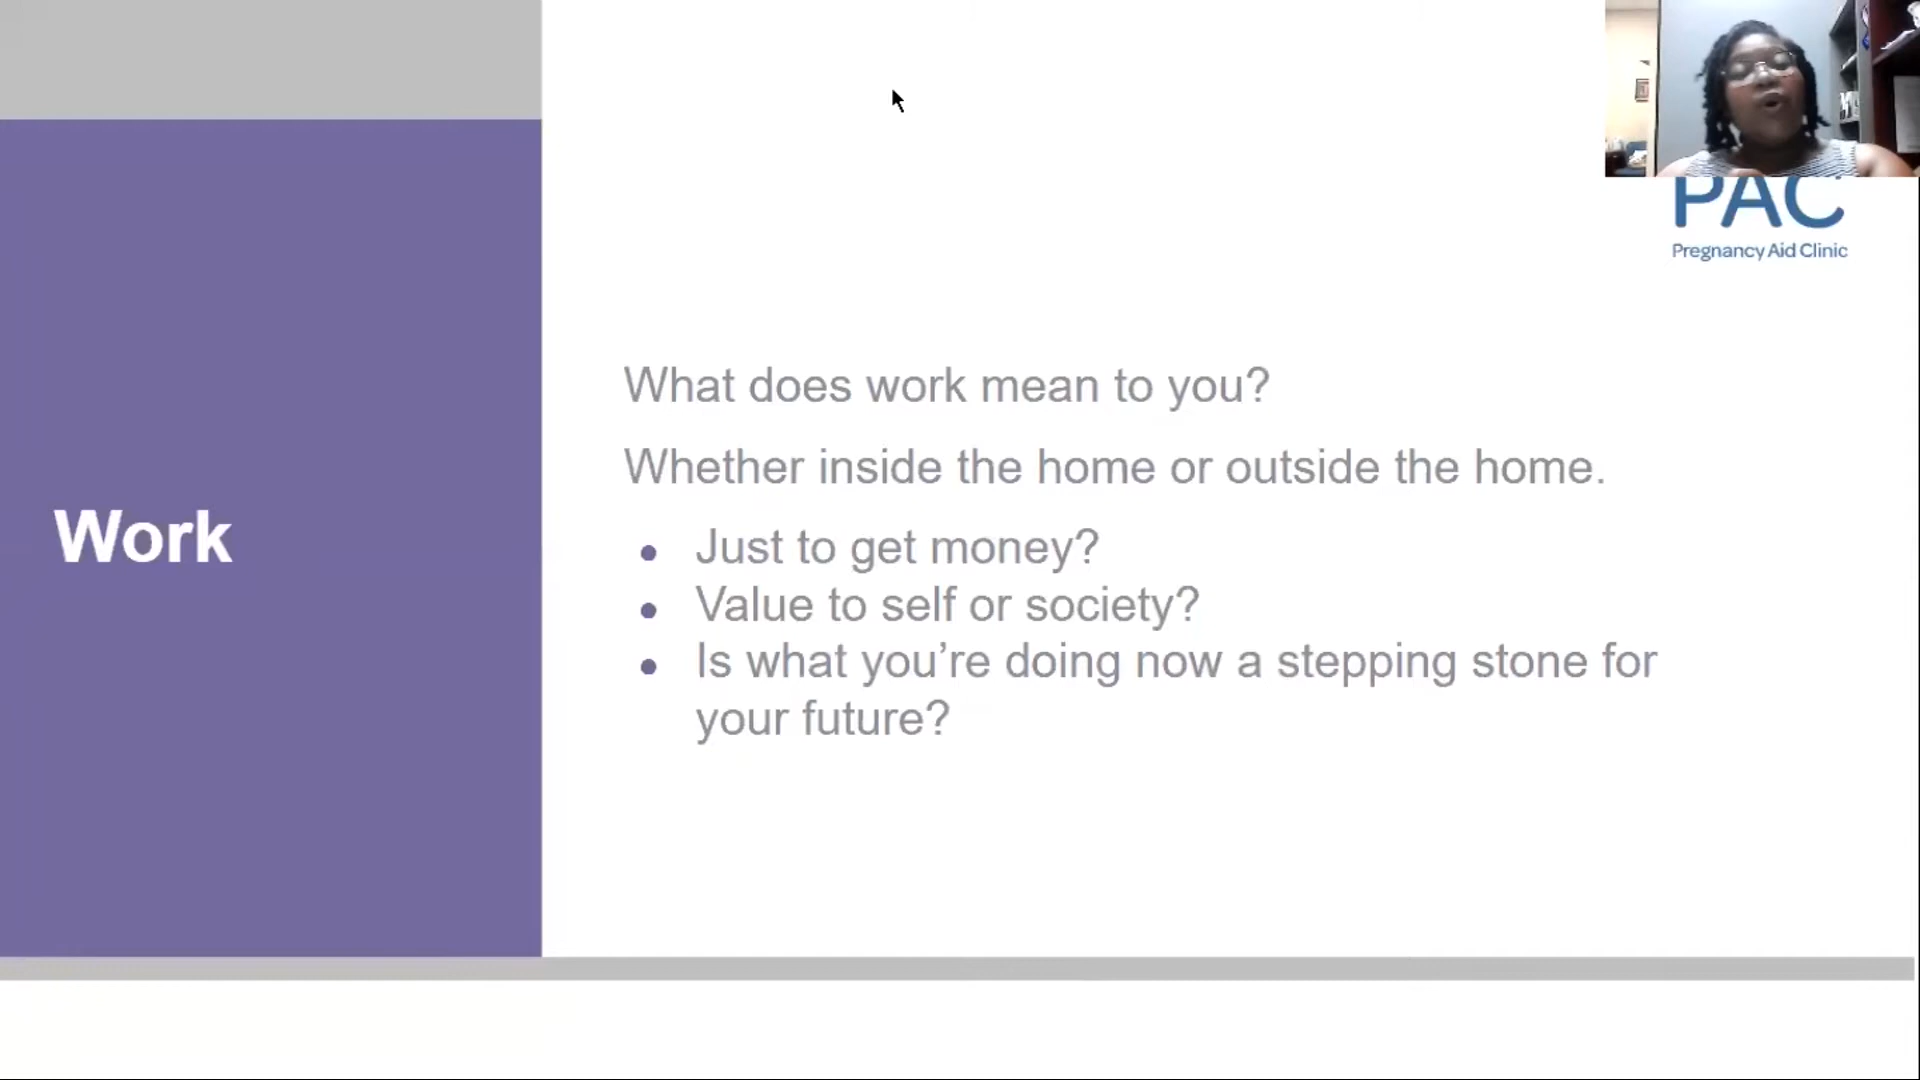 PAC
Pregnancy Aid Clinic
What does work mean to you?
Whether inside the home or outside the home.
Work
• Just to get money?
• Value to self or society?
• Is what you’re doing now a stepping stone for
your future?